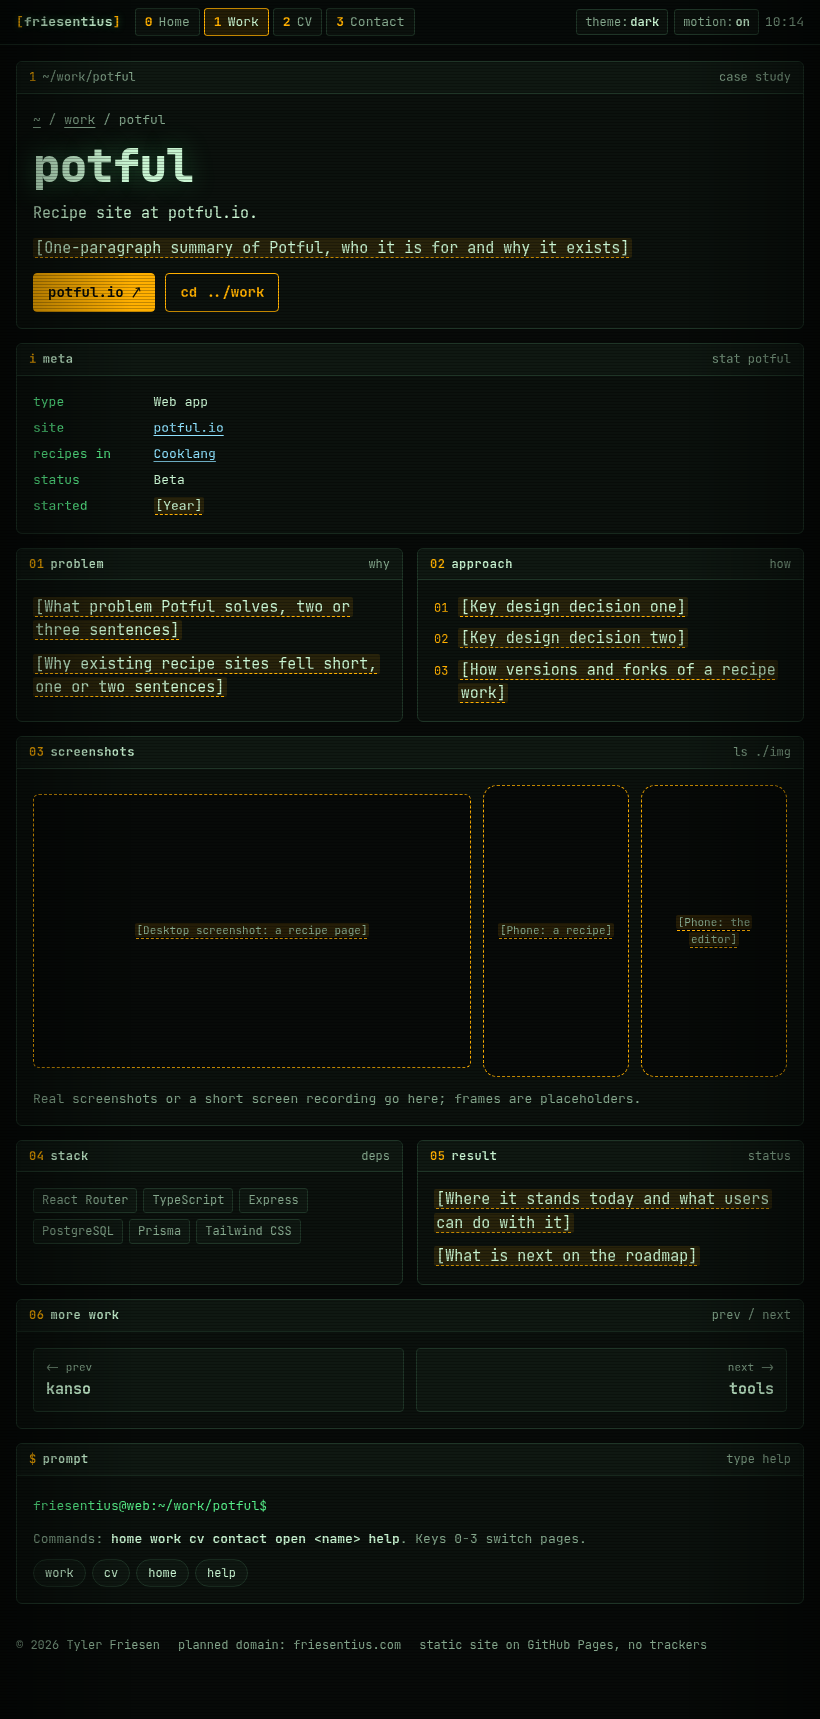 [friesentius] 0 Home 1 Work 2 CV 3 Contact theme:dark motion:on 10:14
1 ~/work/potful case study
~ / work / potful
potful
Recipe site at potful.io.
[One-paragraph summary of Potful, who it is for and why it exists]
potful.io ↗ cd ../work
i meta stat potful
type Web app
site potful.io
recipes in Cooklang
status Beta
started [Year]
01 problem why
[What problem Potful solves, two or
three sentences]
[Why existing recipe sites fell short,
one or two sentences]
02 approach how
01 [Key design decision one]
02 [Key design decision two]
03 [How versions and forks of a recipe
work]
03 screenshots ls ./img
[Desktop screenshot: a recipe page]
[Phone: a recipe]
[Phone: the
editor]
Real screenshots or a short screen recording go here; frames are placeholders.
04 stack deps
React Router TypeScript Express
PostgreSQL Prisma Tailwind CSS
05 result status
[Where it stands today and what users
can do with it]
[What is next on the roadmap]
06 more work prev / next
← prev
kanso
next →
tools
$ prompt type help
friesentius@web:~/work/potful$
Commands: home work cv contact open <name> help. Keys 0-3 switch pages.
work cv home help
© 2026 Tyler Friesen planned domain: friesentius.com static site on GitHub Pages, no trackers